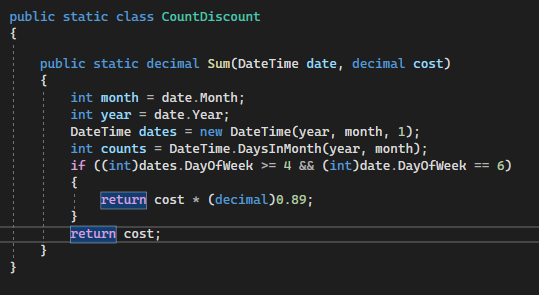 public static class CountDiscount
{
public static decimal Sum(DateTime date, decimal cost)
{
int month = date.Month;
int year = date.Year;
DateTime dates = new DateTime(year, month, 1);
int counts = DateTime.DaysInMonth(year, month);
if ((int)dates.DayOfWeek >= 4 && (int)date.DayOfWeek == 6)
{
return cost * (decimal)0.89;
}
return cost;
}
}